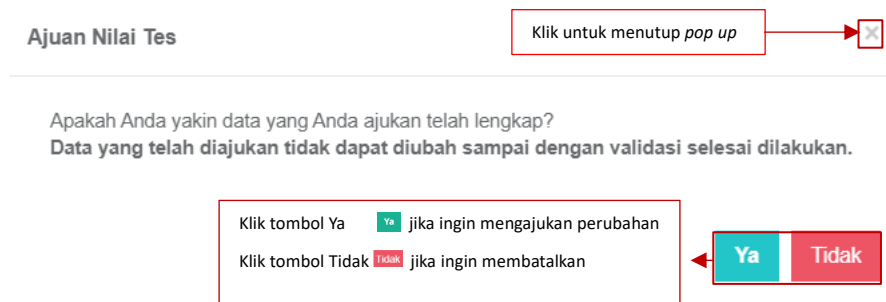 Ajuan Nilai Tes
Klik untuk menutup pop up
×
Apakah Anda yakin data yang Anda ajukan telah lengkap?
Data yang telah diajukan tidak dapat diubah sampai dengan validasi selesai dilakukan.
Klik tombol Ya Ya jika ingin mengajukan perubahan
Klik tombol Tidak Tidak jika ingin membatalkan
Ya Tidak